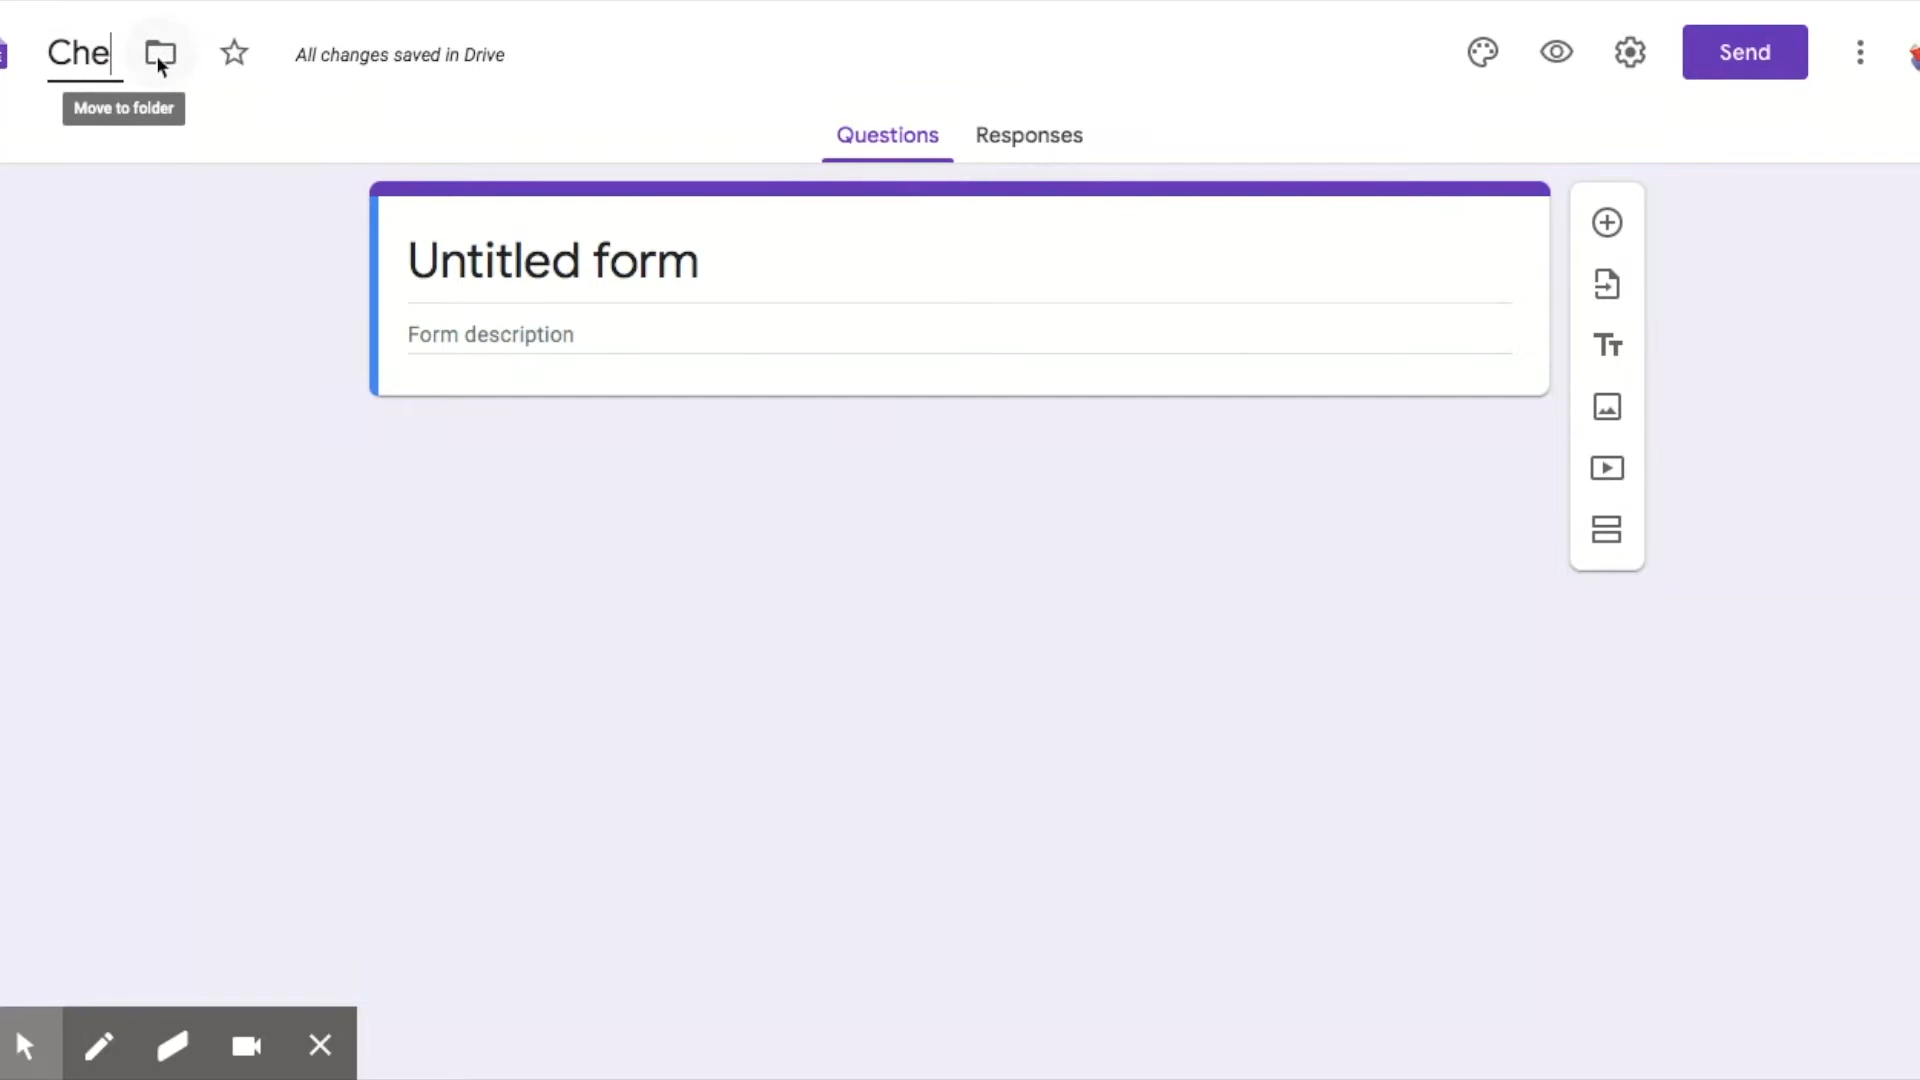 Che
All changes saved in Drive
Send
Move to folder
Questions
Responses
Untitled form
Form description